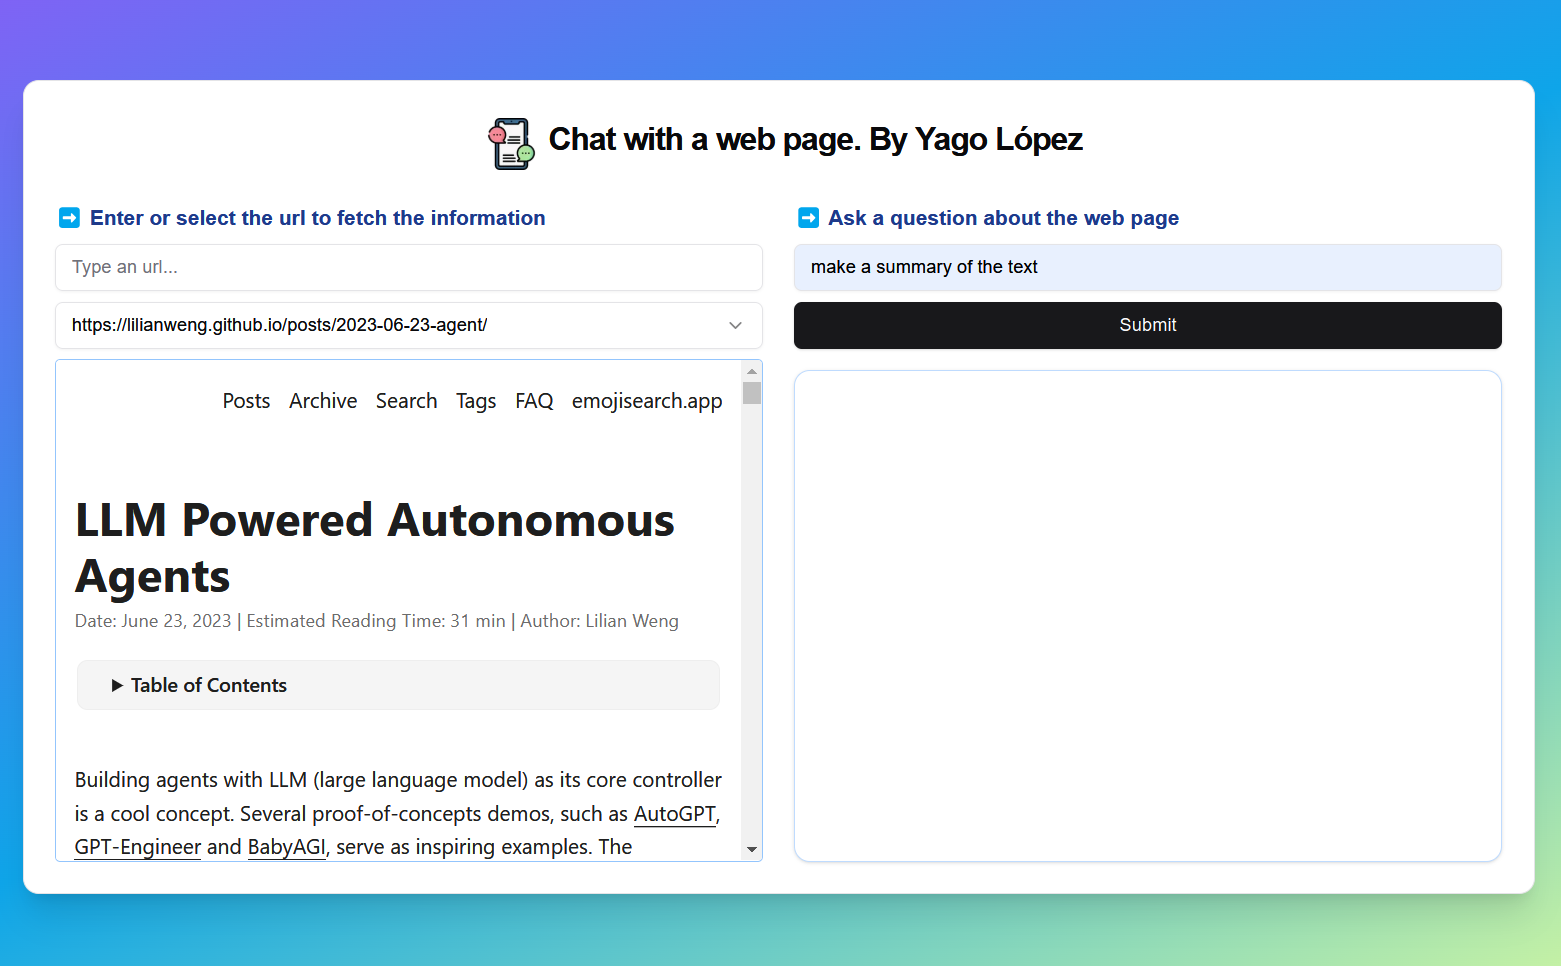 Chat with a web page. By Yago López
Enter or select the url to fetch the information
Type an url...
https://lilianweng.github.io/posts/2023-06-23-agent/
Posts Archive Search Tags FAQ emojisearch.app
LLM Powered Autonomous
Agents
Date: June 23, 2023 | Estimated Reading Time: 31 min | Author: Lilian Weng
Table of Contents
Building agents with LLM (large language model) as its core controller
is a cool concept. Several proof-of-concepts demos, such as AutoGPT,
GPT-Engineer and BabyAGI, serve as inspiring examples. The
Ask a question about the web page
make a summary of the text
Submit